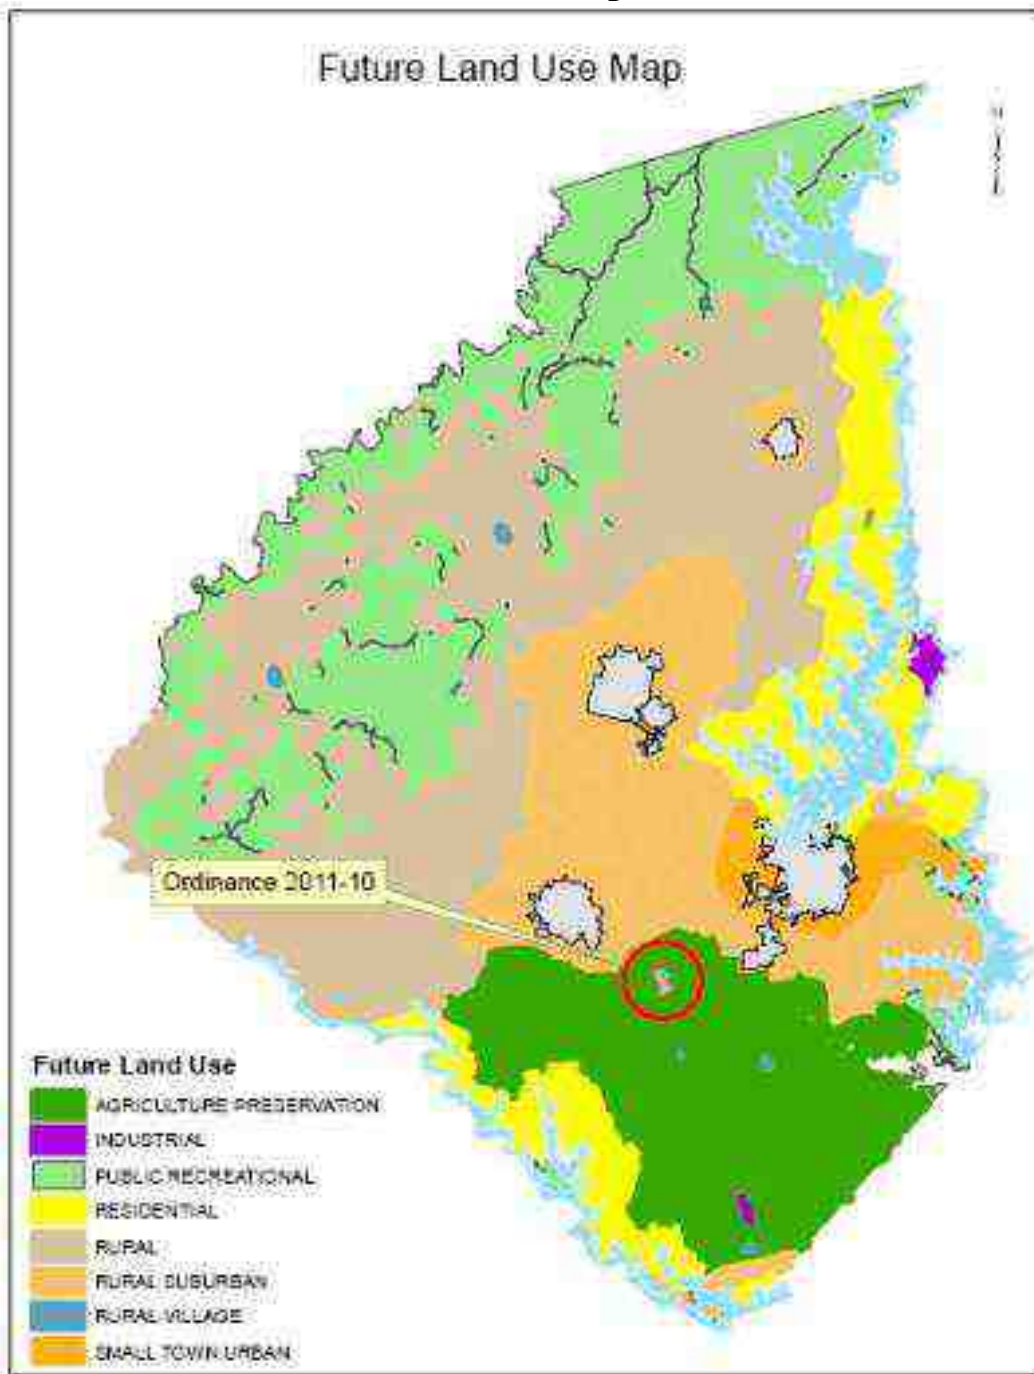 Future Land Use Map
Ordinance 2011-10
Future Land Use
AGRICULTURE PRESERVATION
INDUSTRIAL
PUBLIC RECREATIONAL
RESIDENTIAL
RURAL
RURAL SUBURBAN
RURAL VILLAGE
SMALL TOWN URBAN